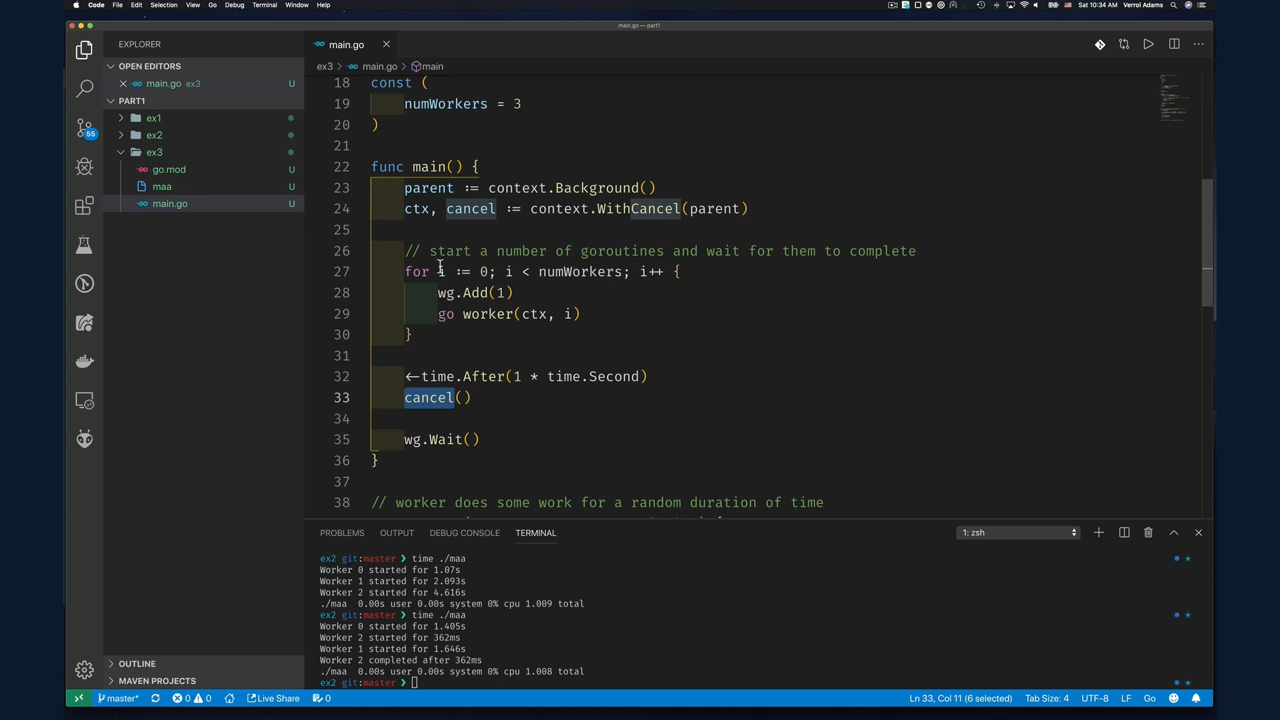 Code File Edit Selection View Go Debug Terminal Window Help
Sat 10:34 AM Verrol Adams
main.go — part1
EXPLORER
OPEN EDITORS
main.go ex3 U
PART1
ex1
ex2
ex3
go.mod U
maa U
main.go U
OUTLINE
MAVEN PROJECTS
55
main.go
ex3 > main.go > main
18 const (
19 numWorkers = 3
20 )
21
22 func main() {
23 parent := context.Background()
24 ctx, cancel := context.WithCancel(parent)
25
26 // start a number of goroutines and wait for them to complete
27 for i := 0; i < numWorkers; i++ {
28 wg.Add(1)
29 go worker(ctx, i)
30 }
31
32 <-time.After(1 * time.Second)
33 cancel()
34
35 wg.Wait()
36 }
37
38 // worker does some work for a random duration of time
PROBLEMS OUTPUT DEBUG CONSOLE TERMINAL 1: zsh
ex2 git:master ❯ time ./maa
Worker 0 started for 1.07s
Worker 1 started for 2.093s
Worker 2 started for 4.616s
./maa 0.00s user 0.00s system 0% cpu 1.009 total
ex2 git:master ❯ time ./maa
Worker 0 started for 1.405s
Worker 2 started for 362ms
Worker 1 started for 1.646s
Worker 2 completed after 362ms
./maa 0.00s user 0.00s system 0% cpu 1.008 total
ex2 git:master ❯
master* 0 0 Live Share 0 Ln 33, Col 11 (6 selected) Tab Size: 4 UTF-8 LF Go